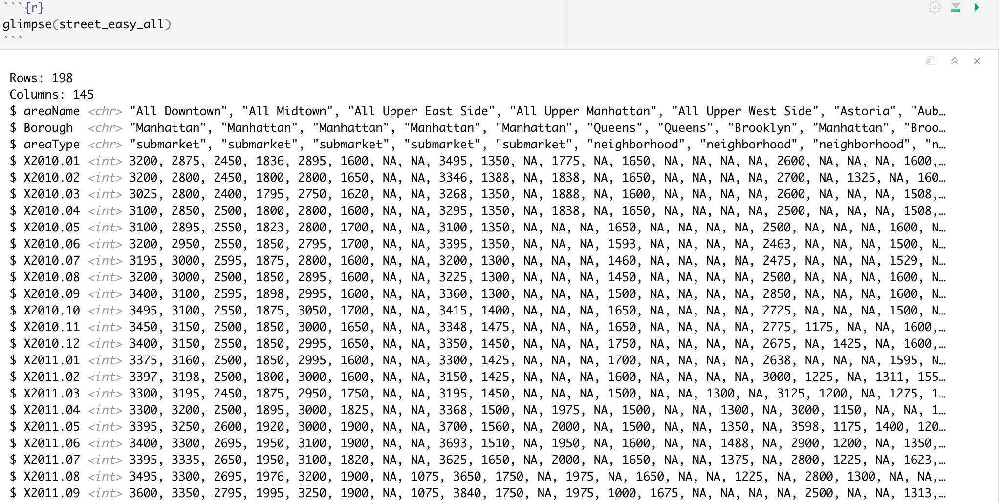 ```{r}
glimpse(street_easy_all)
```
Rows: 198
Columns: 145
$ areaName <chr> "All Downtown", "All Midtown", "All Upper East Side", "All Upper Manhattan", "All Upper West Side", "Astoria", "Aub…
$ Borough  <chr> "Manhattan", "Manhattan", "Manhattan", "Manhattan", "Manhattan", "Queens", "Queens", "Brooklyn", "Manhattan", "Broo…
$ areaType <chr> "submarket", "submarket", "submarket", "submarket", "submarket", "neighborhood", "neighborhood", "neighborhood", "n…
$ X2010.01 <int> 3200, 2875, 2450, 1836, 2895, 1600, NA, NA, 3495, 1350, NA, 1775, NA, 1650, NA, NA, NA, NA, 2600, NA, NA, NA, 1600,…
$ X2010.02 <int> 3200, 2800, 2450, 1800, 2800, 1650, NA, NA, 3346, 1388, NA, 1838, NA, 1650, NA, NA, NA, NA, 2700, NA, 1325, NA, 160…
$ X2010.03 <int> 3025, 2800, 2400, 1795, 2750, 1620, NA, NA, 3268, 1350, NA, 1888, NA, 1600, NA, NA, NA, NA, 2600, NA, NA, NA, 1508,…
$ X2010.04 <int> 3100, 2850, 2500, 1800, 2800, 1600, NA, NA, 3295, 1350, NA, 1838, NA, 1650, NA, NA, NA, NA, 2500, NA, NA, NA, 1508,…
$ X2010.05 <int> 3100, 2895, 2550, 1823, 2800, 1700, NA, NA, 3100, 1350, NA, NA, NA, 1650, NA, NA, NA, NA, 2500, NA, NA, NA, 1600, N…
$ X2010.06 <int> 3200, 2950, 2550, 1850, 2795, 1700, NA, NA, 3395, 1350, NA, NA, NA, 1593, NA, NA, NA, NA, 2463, NA, NA, NA, 1500, N…
$ X2010.07 <int> 3195, 3000, 2595, 1875, 2800, 1600, NA, NA, 3200, 1300, NA, NA, NA, 1460, NA, NA, NA, NA, 2475, NA, NA, NA, 1529, N…
$ X2010.08 <int> 3200, 3000, 2500, 1850, 2895, 1600, NA, NA, 3225, 1300, NA, NA, NA, 1450, NA, NA, NA, NA, 2500, NA, NA, NA, 1600, N…
$ X2010.09 <int> 3400, 3100, 2595, 1898, 2995, 1600, NA, NA, 3360, 1300, NA, NA, NA, 1500, NA, NA, NA, NA, 2850, NA, NA, NA, 1600, N…
$ X2010.10 <int> 3495, 3100, 2550, 1875, 3050, 1700, NA, NA, 3415, 1400, NA, NA, NA, 1650, NA, NA, NA, NA, 2725, NA, NA, NA, 1500, N…
$ X2010.11 <int> 3450, 3150, 2500, 1850, 3000, 1650, NA, NA, 3348, 1475, NA, NA, NA, 1650, NA, NA, NA, NA, 2775, 1175, NA, NA, 1600,…
$ X2010.12 <int> 3400, 3150, 2550, 1850, 2995, 1650, NA, NA, 3350, 1450, NA, NA, NA, 1750, NA, NA, NA, NA, 2675, NA, 1425, NA, 1600,…
$ X2011.01 <int> 3375, 3160, 2500, 1850, 2995, 1600, NA, NA, 3300, 1425, NA, NA, NA, 1700, NA, NA, NA, NA, 2638, NA, NA, NA, 1595, N…
$ X2011.02 <int> 3397, 3198, 2500, 1800, 3000, 1600, NA, NA, 3150, 1425, NA, NA, NA, 1600, NA, NA, NA, NA, 3000, 1225, NA, 1311, 155…
$ X2011.03 <int> 3300, 3195, 2450, 1875, 2950, 1750, NA, NA, 3195, 1450, NA, NA, NA, 1500, NA, NA, 1300, NA, 3125, 1200, NA, 1275, 1…
$ X2011.04 <int> 3300, 3200, 2500, 1895, 3000, 1825, NA, NA, 3368, 1500, NA, 1975, NA, 1500, NA, NA, 1300, NA, 3000, 1150, NA, NA, 1…
$ X2011.05 <int> 3395, 3250, 2600, 1920, 3000, 1900, NA, NA, 3700, 1560, NA, 2000, NA, 1500, NA, NA, 1350, NA, 3598, 1175, 1400, 120…
$ X2011.06 <int> 3400, 3300, 2695, 1950, 3100, 1900, NA, NA, 3693, 1510, NA, 1950, NA, 1600, NA, NA, 1488, NA, 2900, 1200, NA, 1350,…
$ X2011.07 <int> 3395, 3335, 2650, 1950, 3100, 1820, NA, NA, 3625, 1650, NA, 2000, NA, 1650, NA, NA, 1375, NA, 2800, 1225, NA, 1623,…
$ X2011.08 <int> 3495, 3300, 2695, 1976, 3200, 1900, NA, 1075, 3650, 1750, NA, 1975, NA, 1650, NA, NA, 1225, NA, 2800, 1300, NA, NA,…
$ X2011.09 <int> 3600, 3350, 2795, 1995, 3250, 1900, NA, 1075, 3840, 1750, NA, 1975, 1000, 1675, NA, NA, NA, NA, 2500, NA, NA, 1313,…